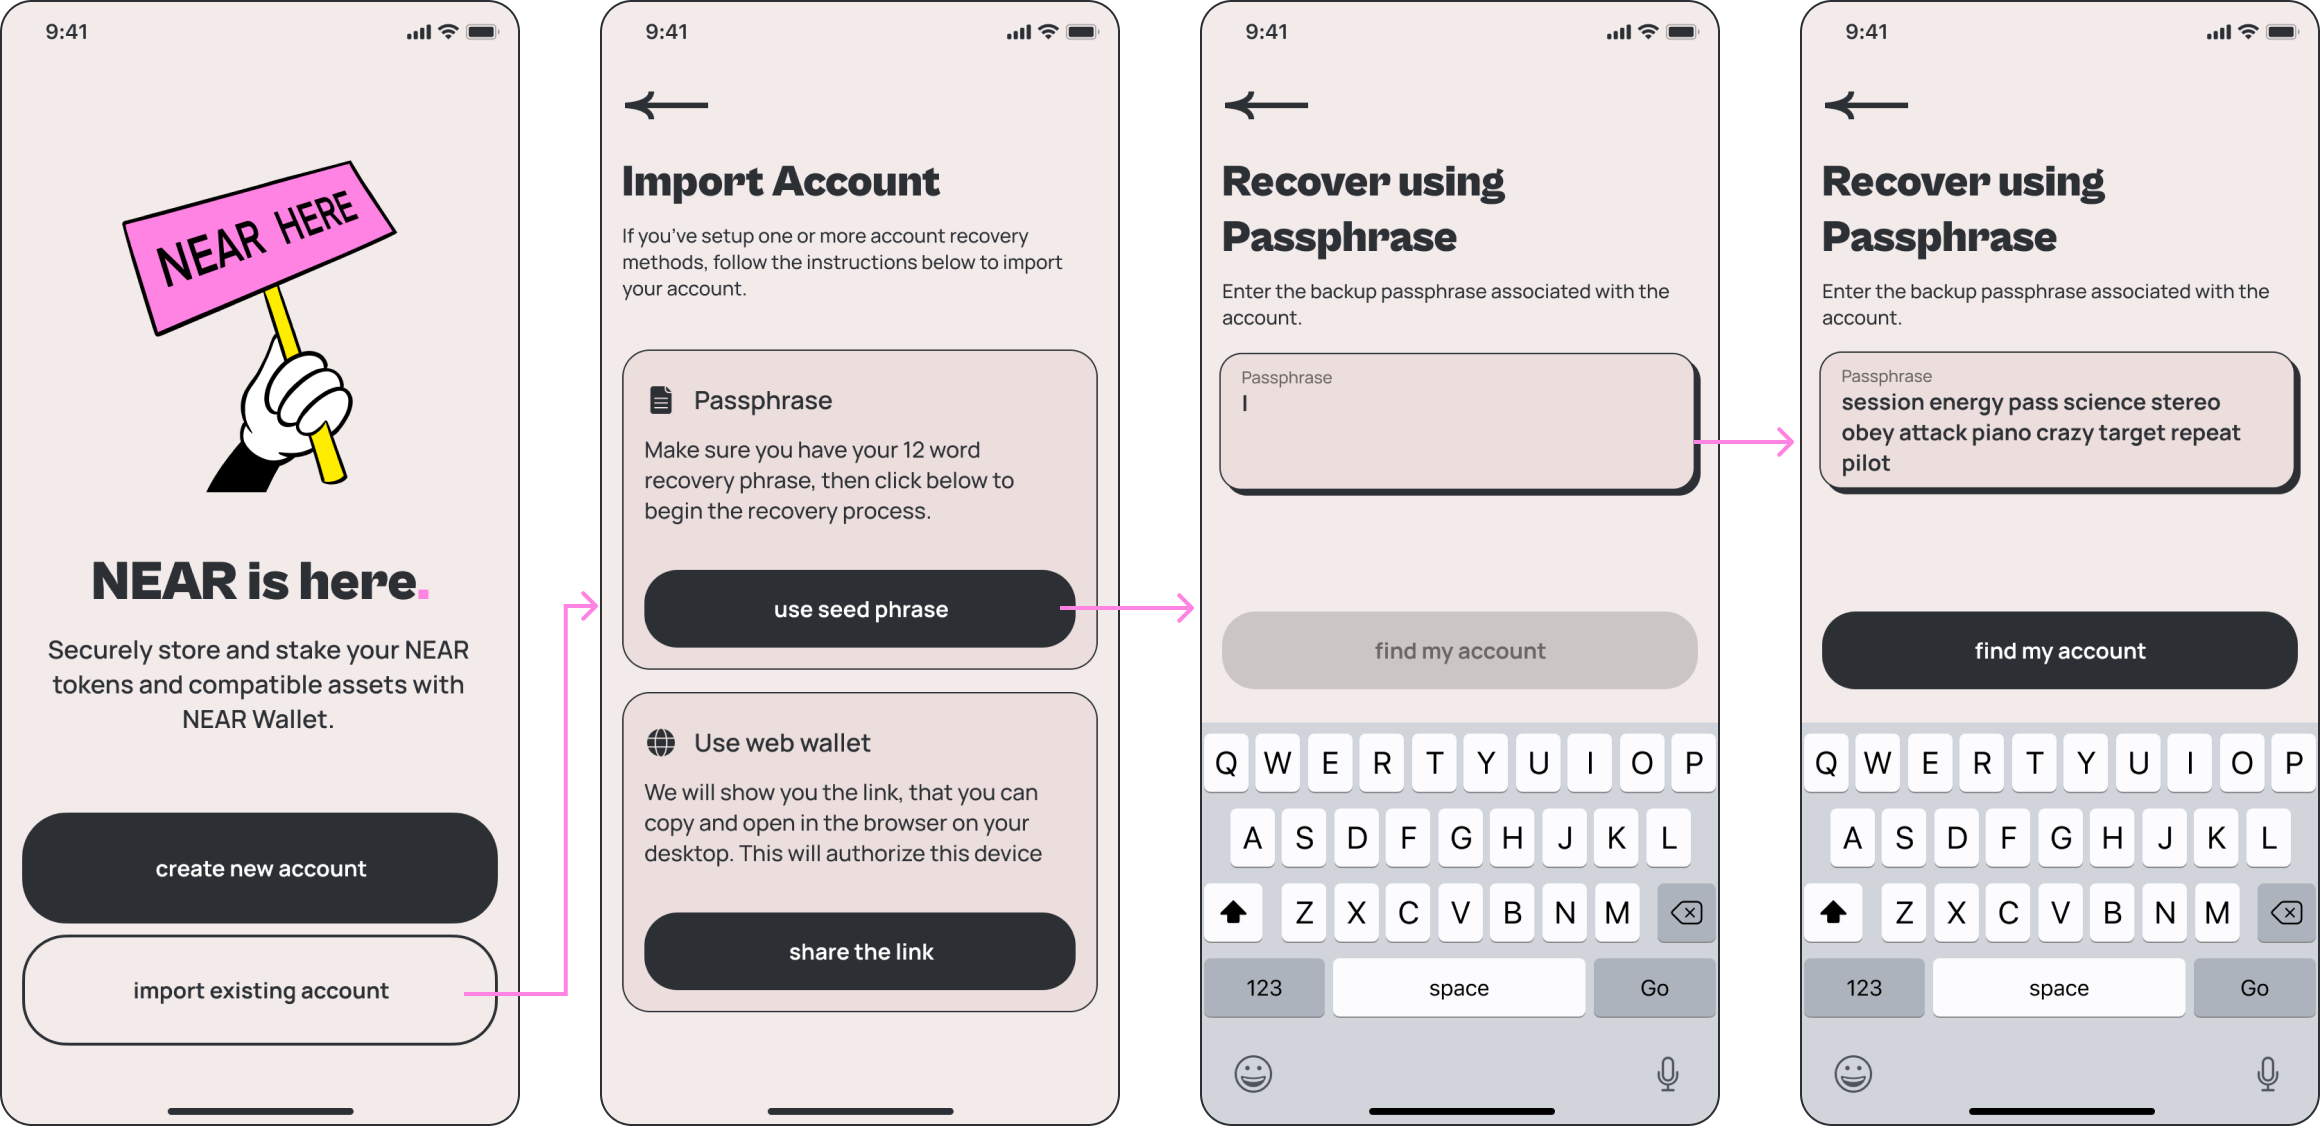 9:41
NEAR HERE
NEAR is here.
Securely store and stake your NEAR
tokens and compatible assets with
NEAR Wallet.
create new account
import existing account
9:41
Import Account
If you've setup one or more account recovery
methods, follow the instructions below to import
your account.
Passphrase
Make sure you have your 12 word
recovery phrase, then click below to
begin the recovery process.
use seed phrase
Use web wallet
We will show you the link, that you can
copy and open in the browser on your
desktop. This will authorize this device
share the link
9:41
Recover using
Passphrase
Enter the backup passphrase associated with the
account.
Passphrase
find my account
Q W E R T Y U I O P
A S D F G H J K L
Z X C V B N M
123 space Go
9:41
Recover using
Passphrase
Enter the backup passphrase associated with the
account.
Passphrase
session energy pass science stereo
obey attack piano crazy target repeat
pilot
find my account
Q W E R T Y U I O P
A S D F G H J K L
Z X C V B N M
123 space Go